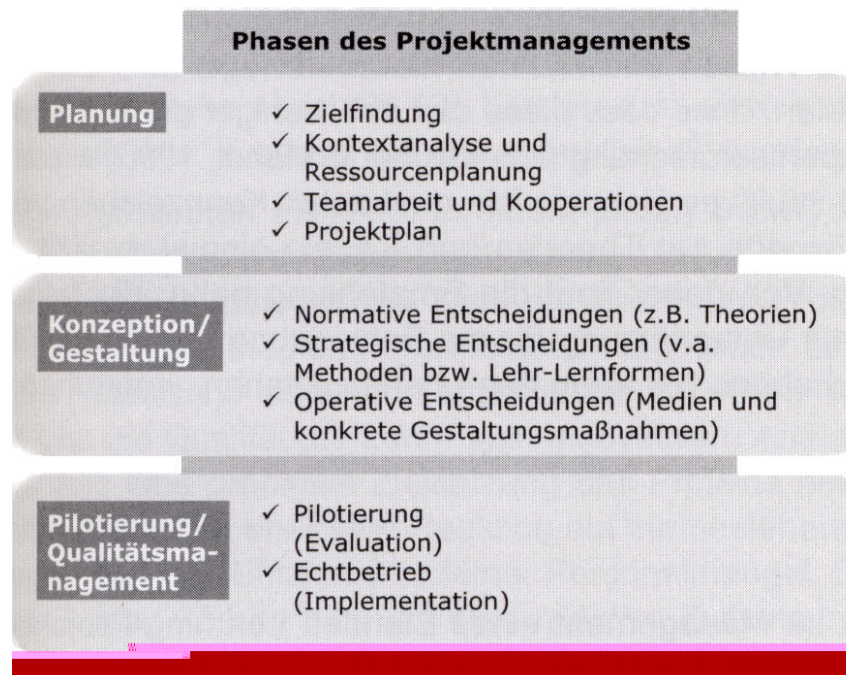 Phasen des Projektmanagements
Planung
✓ Zielfindung
✓ Kontextanalyse und
Ressourcenplanung
✓ Teamarbeit und Kooperationen
✓ Projektplan
Konzeption/
Gestaltung
✓ Normative Entscheidungen (z.B. Theorien)
✓ Strategische Entscheidungen (v.a.
Methoden bzw. Lehr-Lernformen)
✓ Operative Entscheidungen (Medien und
konkrete Gestaltungsmaßnahmen)
Pilotierung/
Qualitätsma-
nagement
✓ Pilotierung
(Evaluation)
✓ Echtbetrieb
(Implementation)